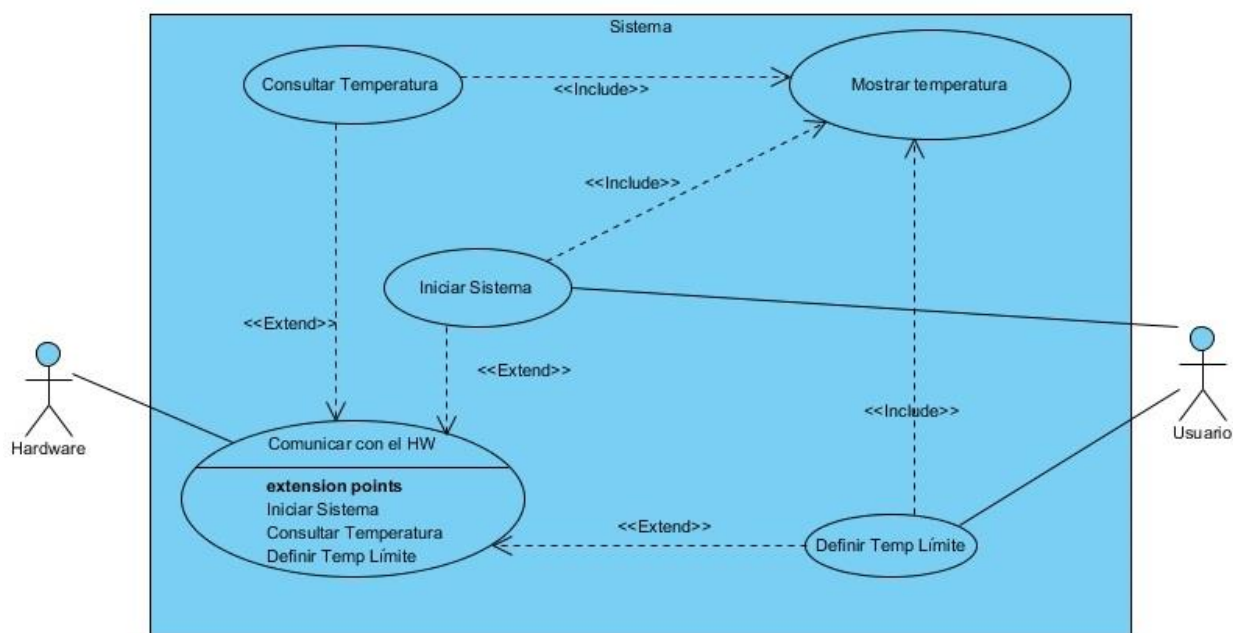 Sistema
Consultar Temperatura
<<Include>>
Mostrar temperatura
<<Include>>
Iniciar Sistema
<<Extend>>
<<Extend>>
Hardware
Usuario
<<Include>>
Comunicar con el HW
extension points
Iniciar Sistema
Consultar Temperatura
Definir Temp Límite
<<Extend>>
Definir Temp Límite